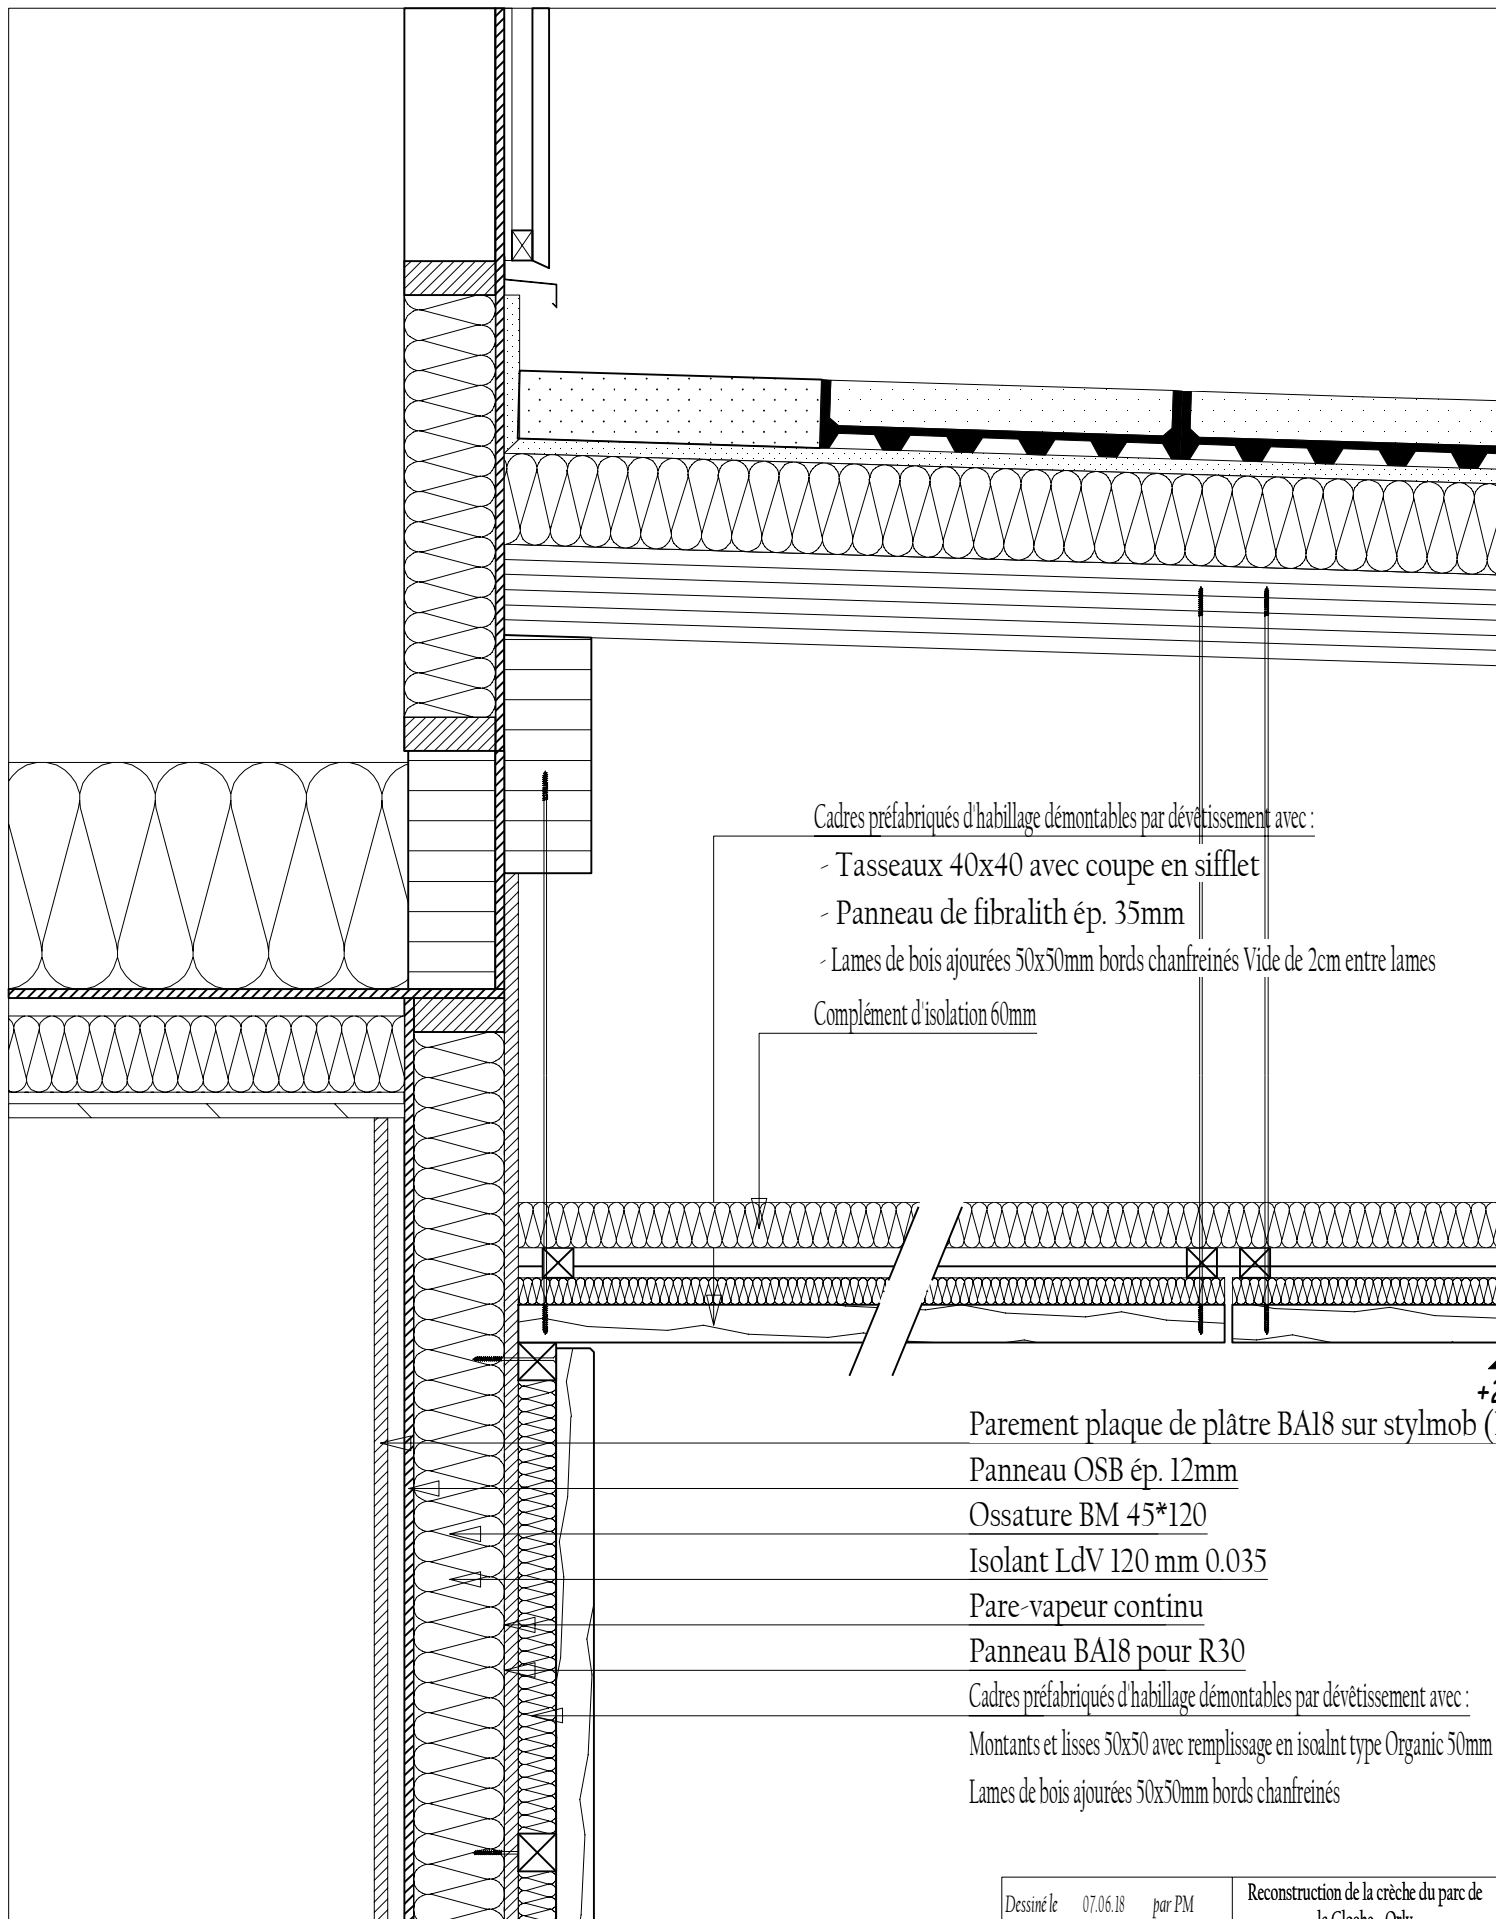 Cadres préfabriqués d'habillage démontables par dévêtissement avec :
- Tasseaux 40x40 avec coupe en sifflet
- Panneau de fibralith ép. 35mm
- Lames de bois ajourées 50x50mm bords chanfreinés Vide de 2cm entre lames
Complément d'isolation 60mm
Parement plaque de plâtre BA18 sur stylmob
Panneau OSB ép. 12mm
Ossature BM 45*120
Isolant LdV 120 mm 0.035
Pare-vapeur continu
Panneau BA18 pour R30
Cadres préfabriqués d'habillage démontables par dévêtissement avec :
Montants et lisses 50x50 avec remplissage en isoalnt type Organic 50mm
Lames de bois ajourées 50x50mm bords chanfreinés
Dessiné le 07.06.18 par PM
Reconstruction de la crèche du parc de